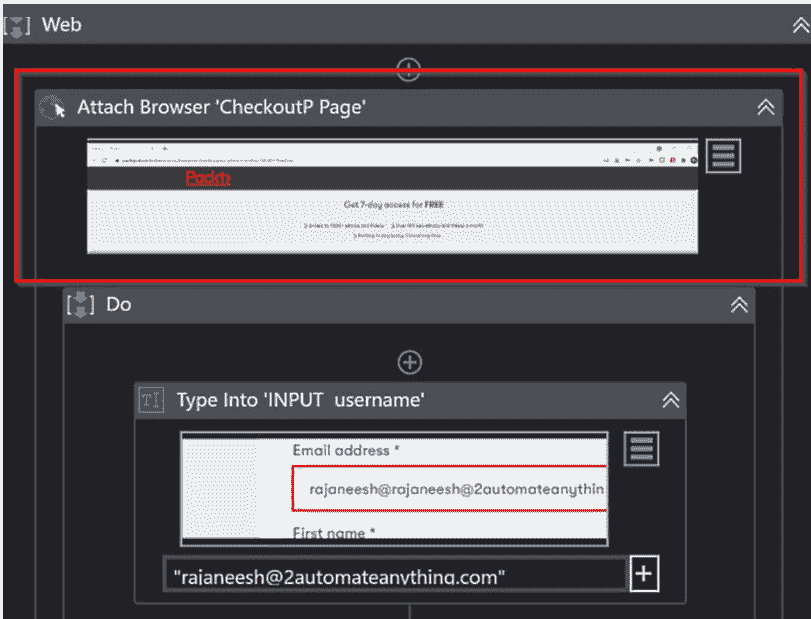 Web
Attach Browser 'CheckoutP Page'
Packt
Get 7-day access for FREE
Do
Type Into 'INPUT username'
Email address *
rajaneesh@rajaneesh@2automateanythin
First name *
"rajaneesh@2automateanything.com"